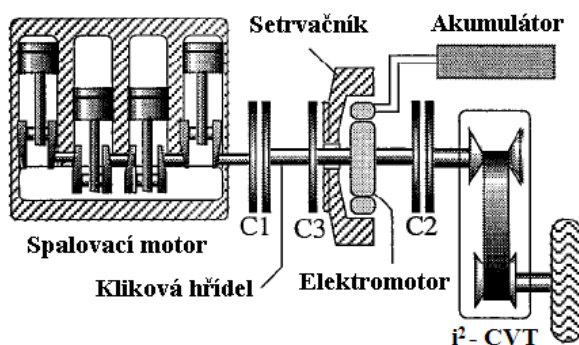 Setrvačník
Akumulátor
C1
C3
C2
Spalovací motor
Kliková hřídel
Elektromotor
i² - CVT